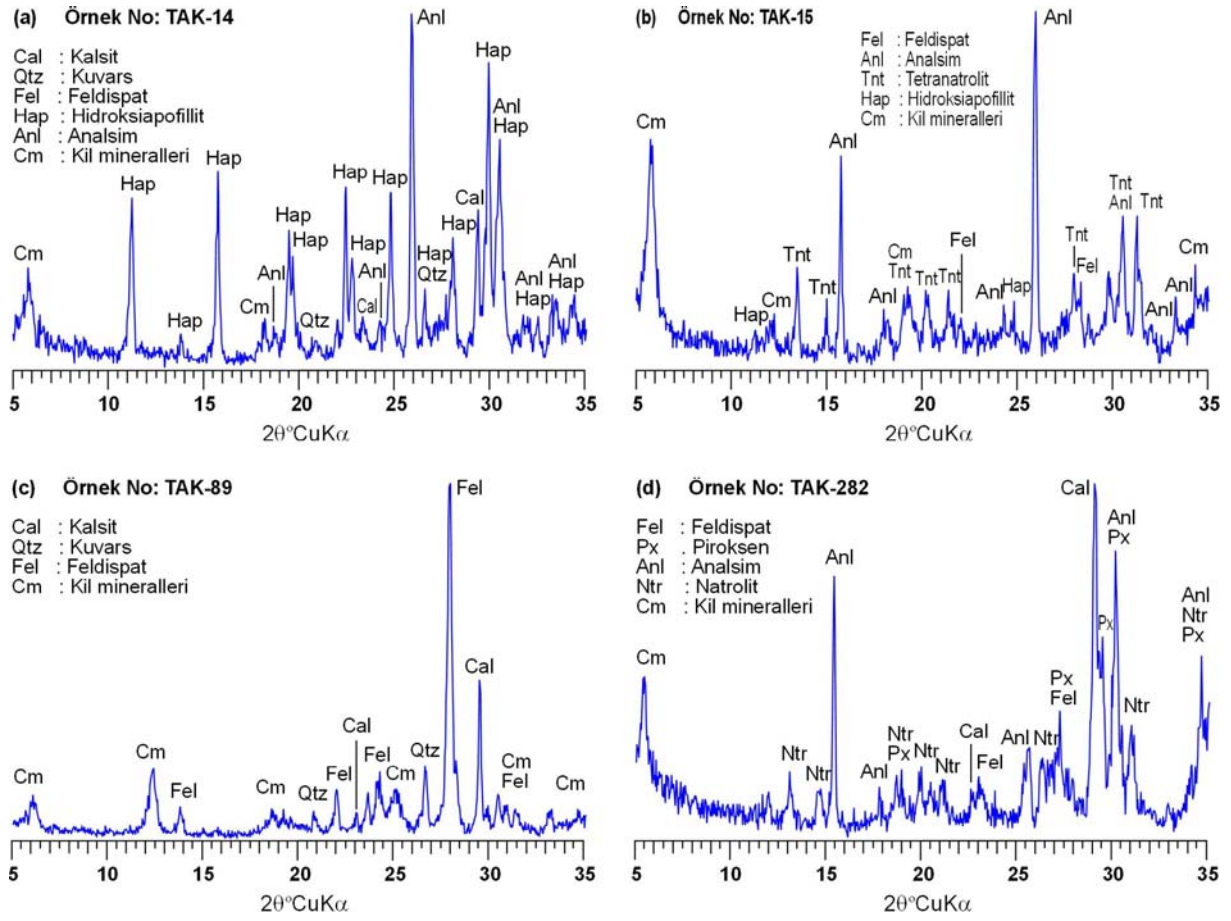 (a) Örnek No: TAK-14
Cal : Kalsit
Qtz : Kuvars
Fel : Feldispat
Hap : Hidroksiapofillit
Anl : Analsim
Cm : Kil mineralleri
Cm
Hap
Hap
Hap
Cm
Anl
Hap
Hap
Qtz
Hap
Hap
Cal
Anl
Hap
Anl
Hap
Qtz
Hap
Cal
Hap
Anl
Hap
Anl
Hap
Anl
Hap
5 10 15 20 25 30 35
2θ°CuKα
(b) Örnek No: TAK-15
Fel : Feldispat
Anl : Analsim
Tnt : Tetranatrolit
Hap : Hidroksiapofillit
Cm : Kil mineralleri
Cm
Hap
Cm
Tnt
Tnt
Anl
Anl
Cm
Tnt
Tnt
Tnt
Fel
Anl
Hap
Anl
Tnt
Fel
Tnt
Anl
Tnt
Anl
Anl
Cm
5 10 15 20 25 30 35
2θ°CuKα
(c) Örnek No: TAK-89
Cal : Kalsit
Qtz : Kuvars
Fel : Feldispat
Cm : Kil mineralleri
Cm
Cm
Fel
Cm
Qtz
Fel
Cal
Fel
Cm
Qtz
Fel
Cal
Cm
Fel
Cm
5 10 15 20 25 30 35
2θ°CuKα
(d) Örnek No: TAK-282
Fel : Feldispat
Px : Piroksen
Anl : Analsim
Ntr : Natrolit
Cm : Kil mineralleri
Cm
Ntr
Ntr
Anl
Anl
Ntr
Px
Ntr
Ntr
Cal
Fel
Anl
Ntr
Px
Fel
Cal
Px
Anl
Px
Ntr
Anl
Ntr
Px
5 10 15 20 25 30 35
2θ°CuKα